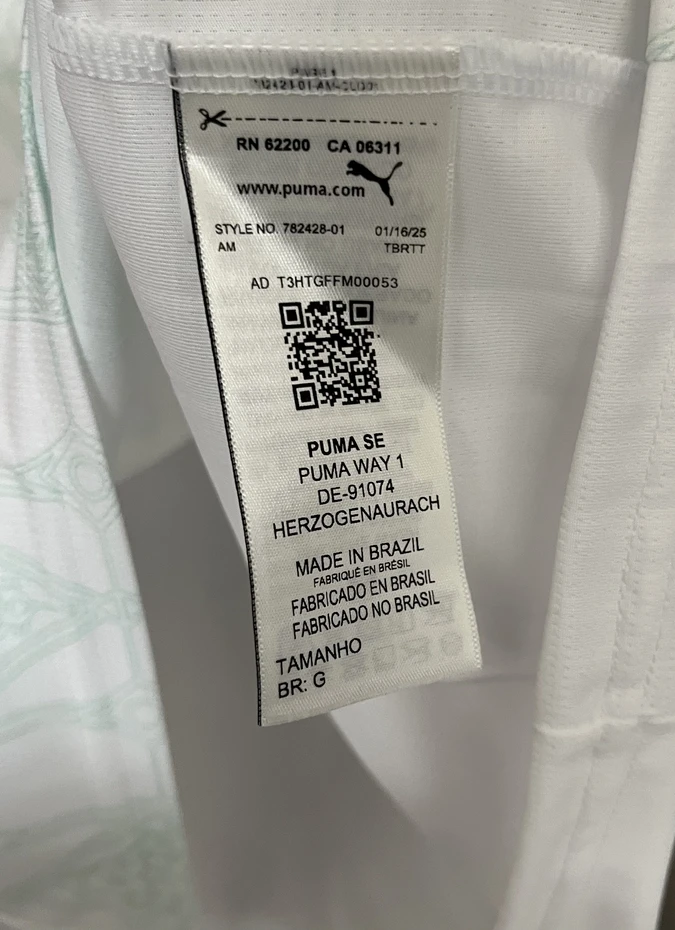 RN 62200 CA 06311
www.puma.com
STYLE NO. 782428-01 01/16/25
AM TBRTT
AD T3HTGFFM00053
PUMA SE
PUMA WAY 1
DE-91074
HERZOGENAURACH
MADE IN BRAZIL
FABRIQUÉ EN BRÉSIL
FABRICADO EN BRASIL
FABRICADO NO BRASIL
TAMANHO
BR: G